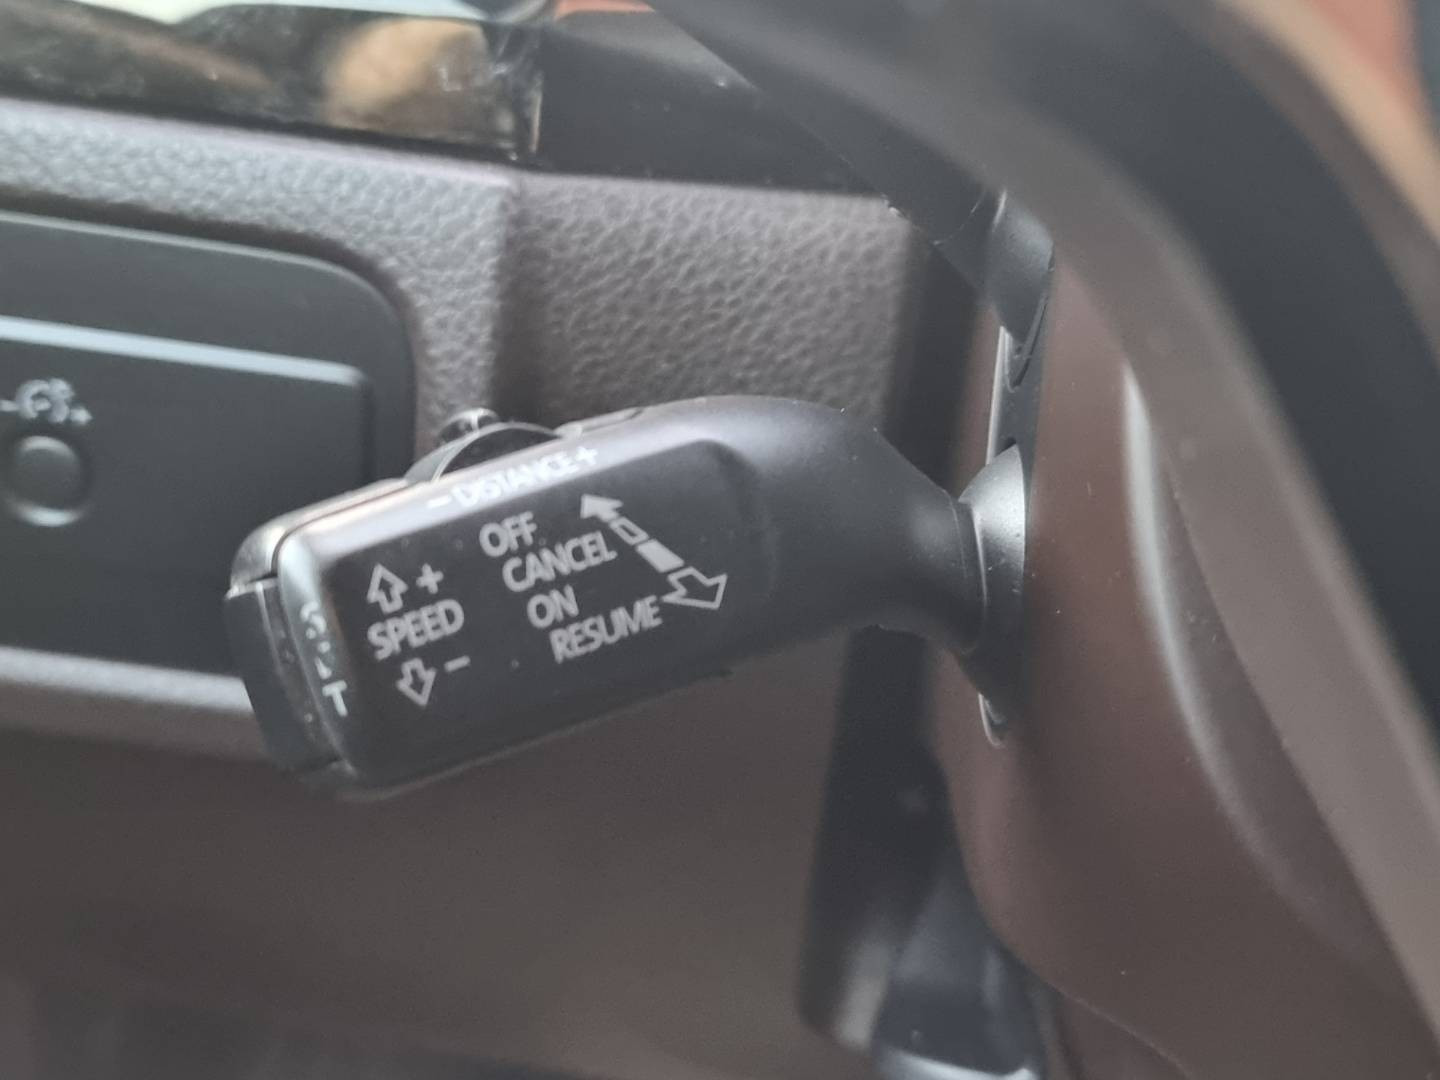 - DISTANCE +
OFF
CANCEL
ON
RESUME
+
SPEED
-